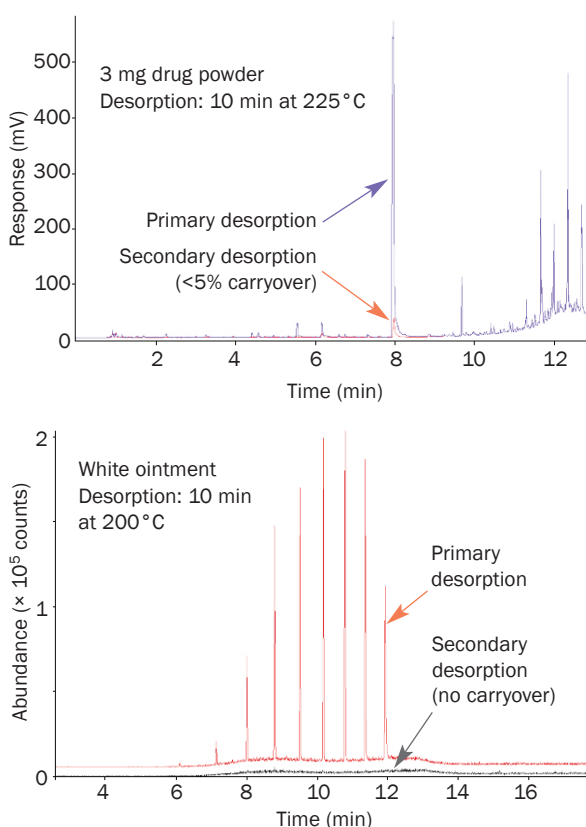 3 mg drug powder
Desorption: 10 min at 225°C
Response (mV)
500
400
300
200
100
0
Primary desorption
Secondary desorption
(<5% carryover)
2 4 6 8 10 12
Time (min)
White ointment
Desorption: 10 min
at 200°C
Abundance (× 10⁵ counts)
2
1
0
Primary
desorption
Secondary
desorption
(no carryover)
4 6 8 10 12 14 16
Time (min)